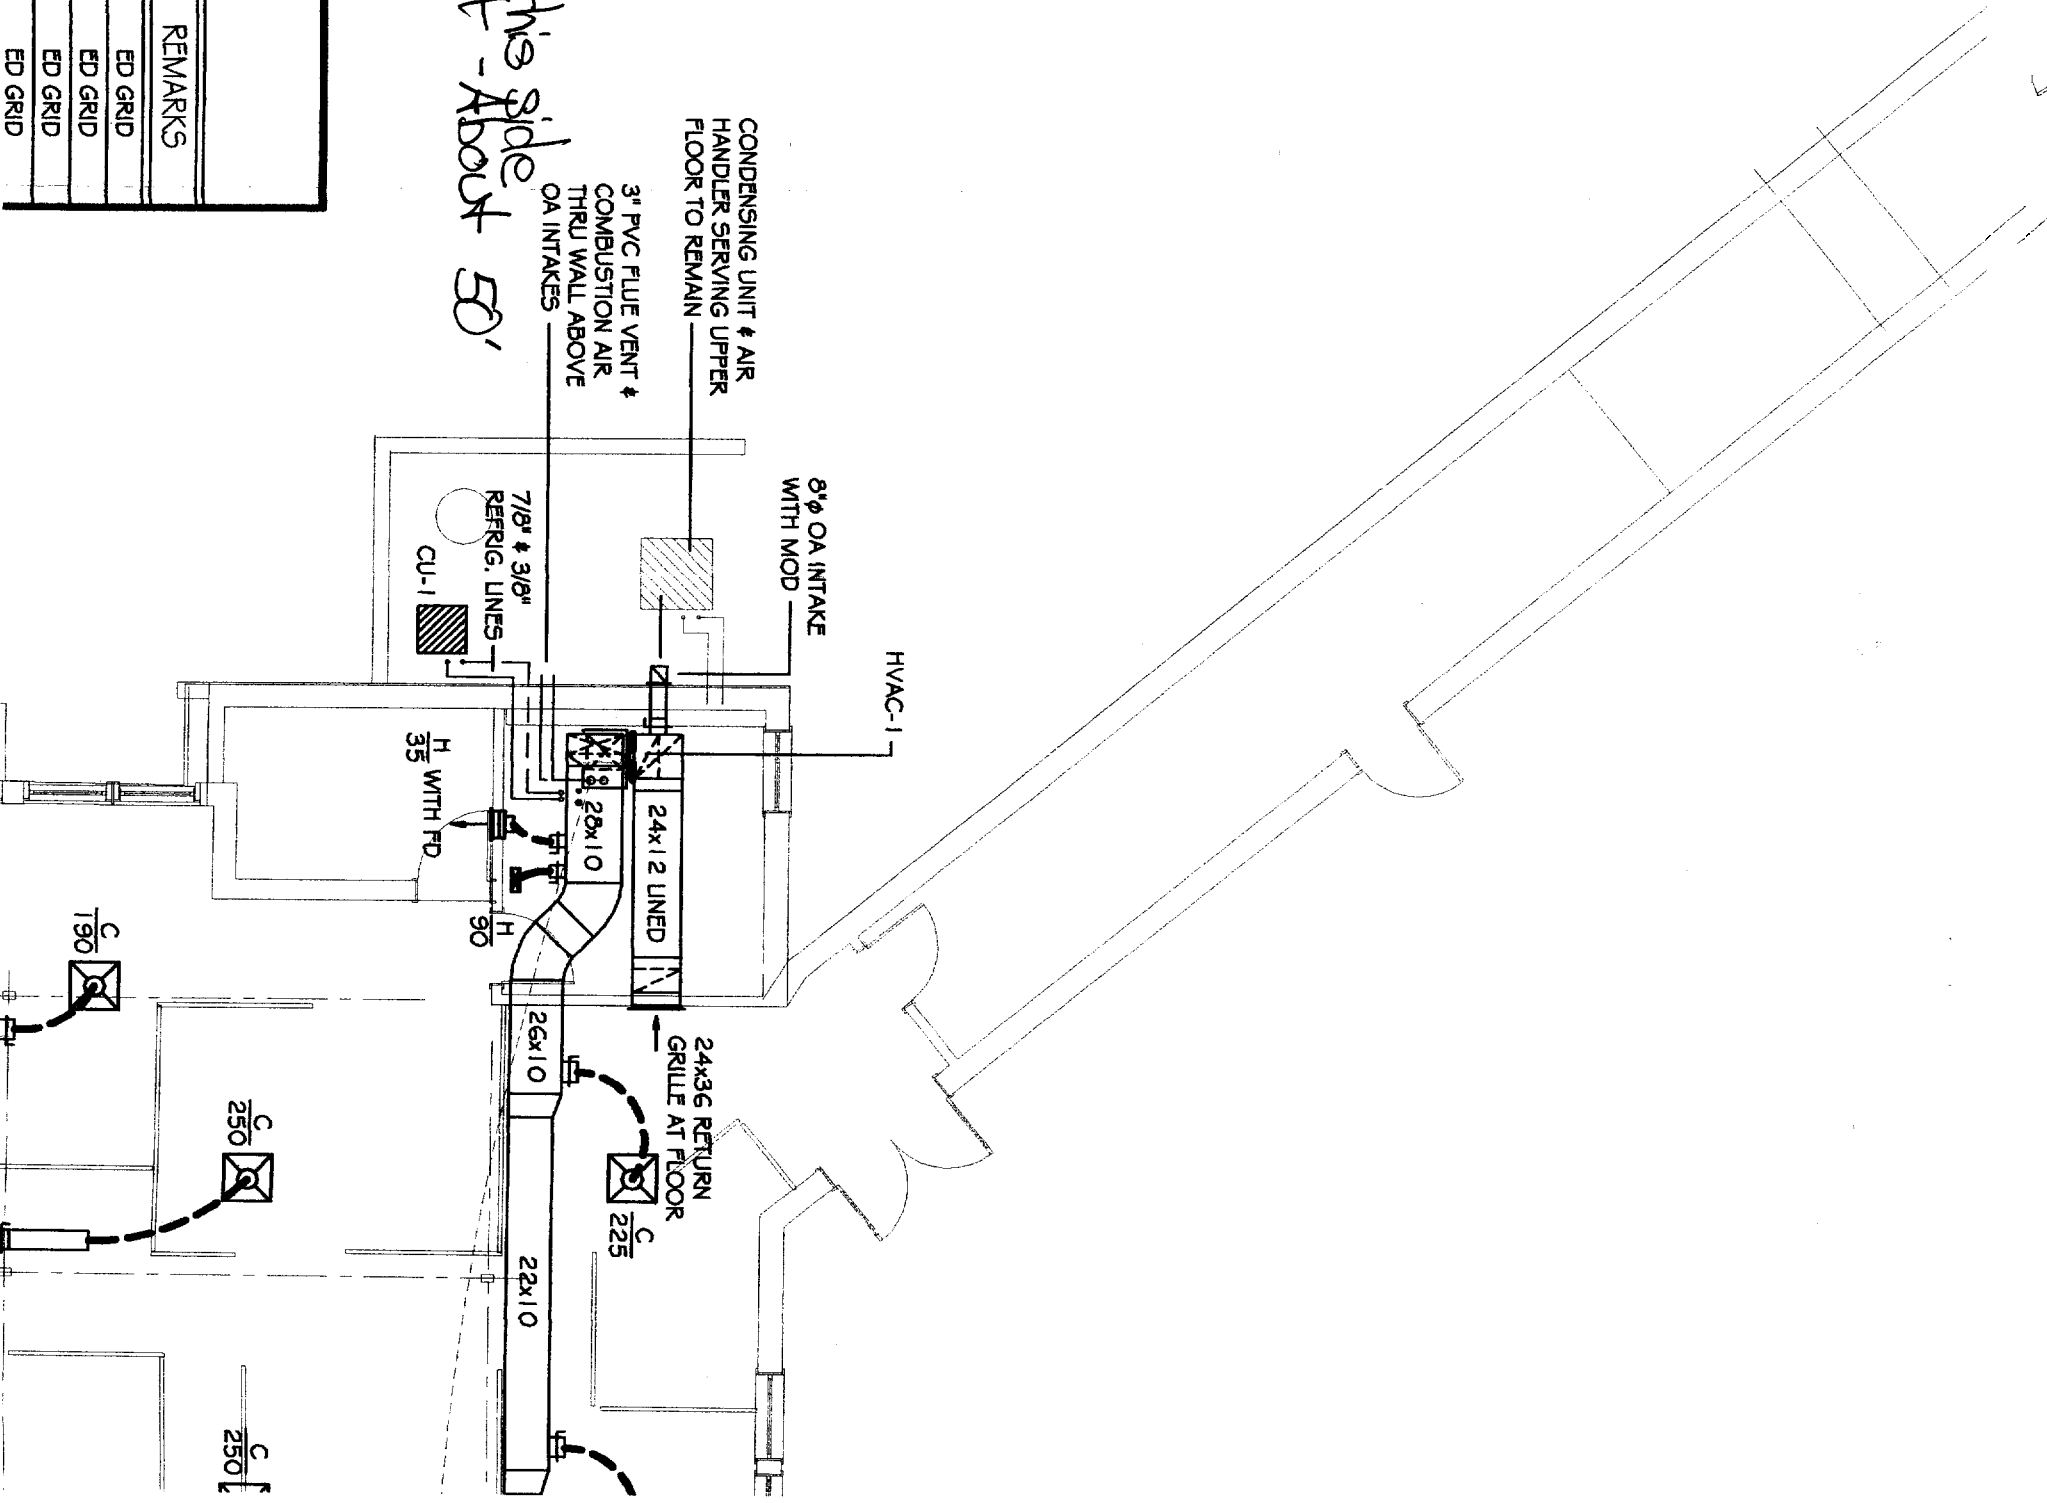 REMARKS
ED GRID
ED GRID
ED GRID
ED GRID
his side
- About 50'
CONDENSING UNIT & AIR
HANDLER SERVING UPPER
FLOOR TO REMAIN
3" PVC FLUE VENT &
COMBUSTION AIR
THRU WALL ABOVE
OA INTAKES
8"φ OA INTAKE
WITH MOD
7/8" & 3/8"
REFRIG. LINES
CU-1
HVAC-1
H
35
WITH FD
28x10
24x12 LINED
H
90
C
190
26x10
24x36 RETURN
GRILLE AT FLOOR
C
250
C
225
22x10
C
250